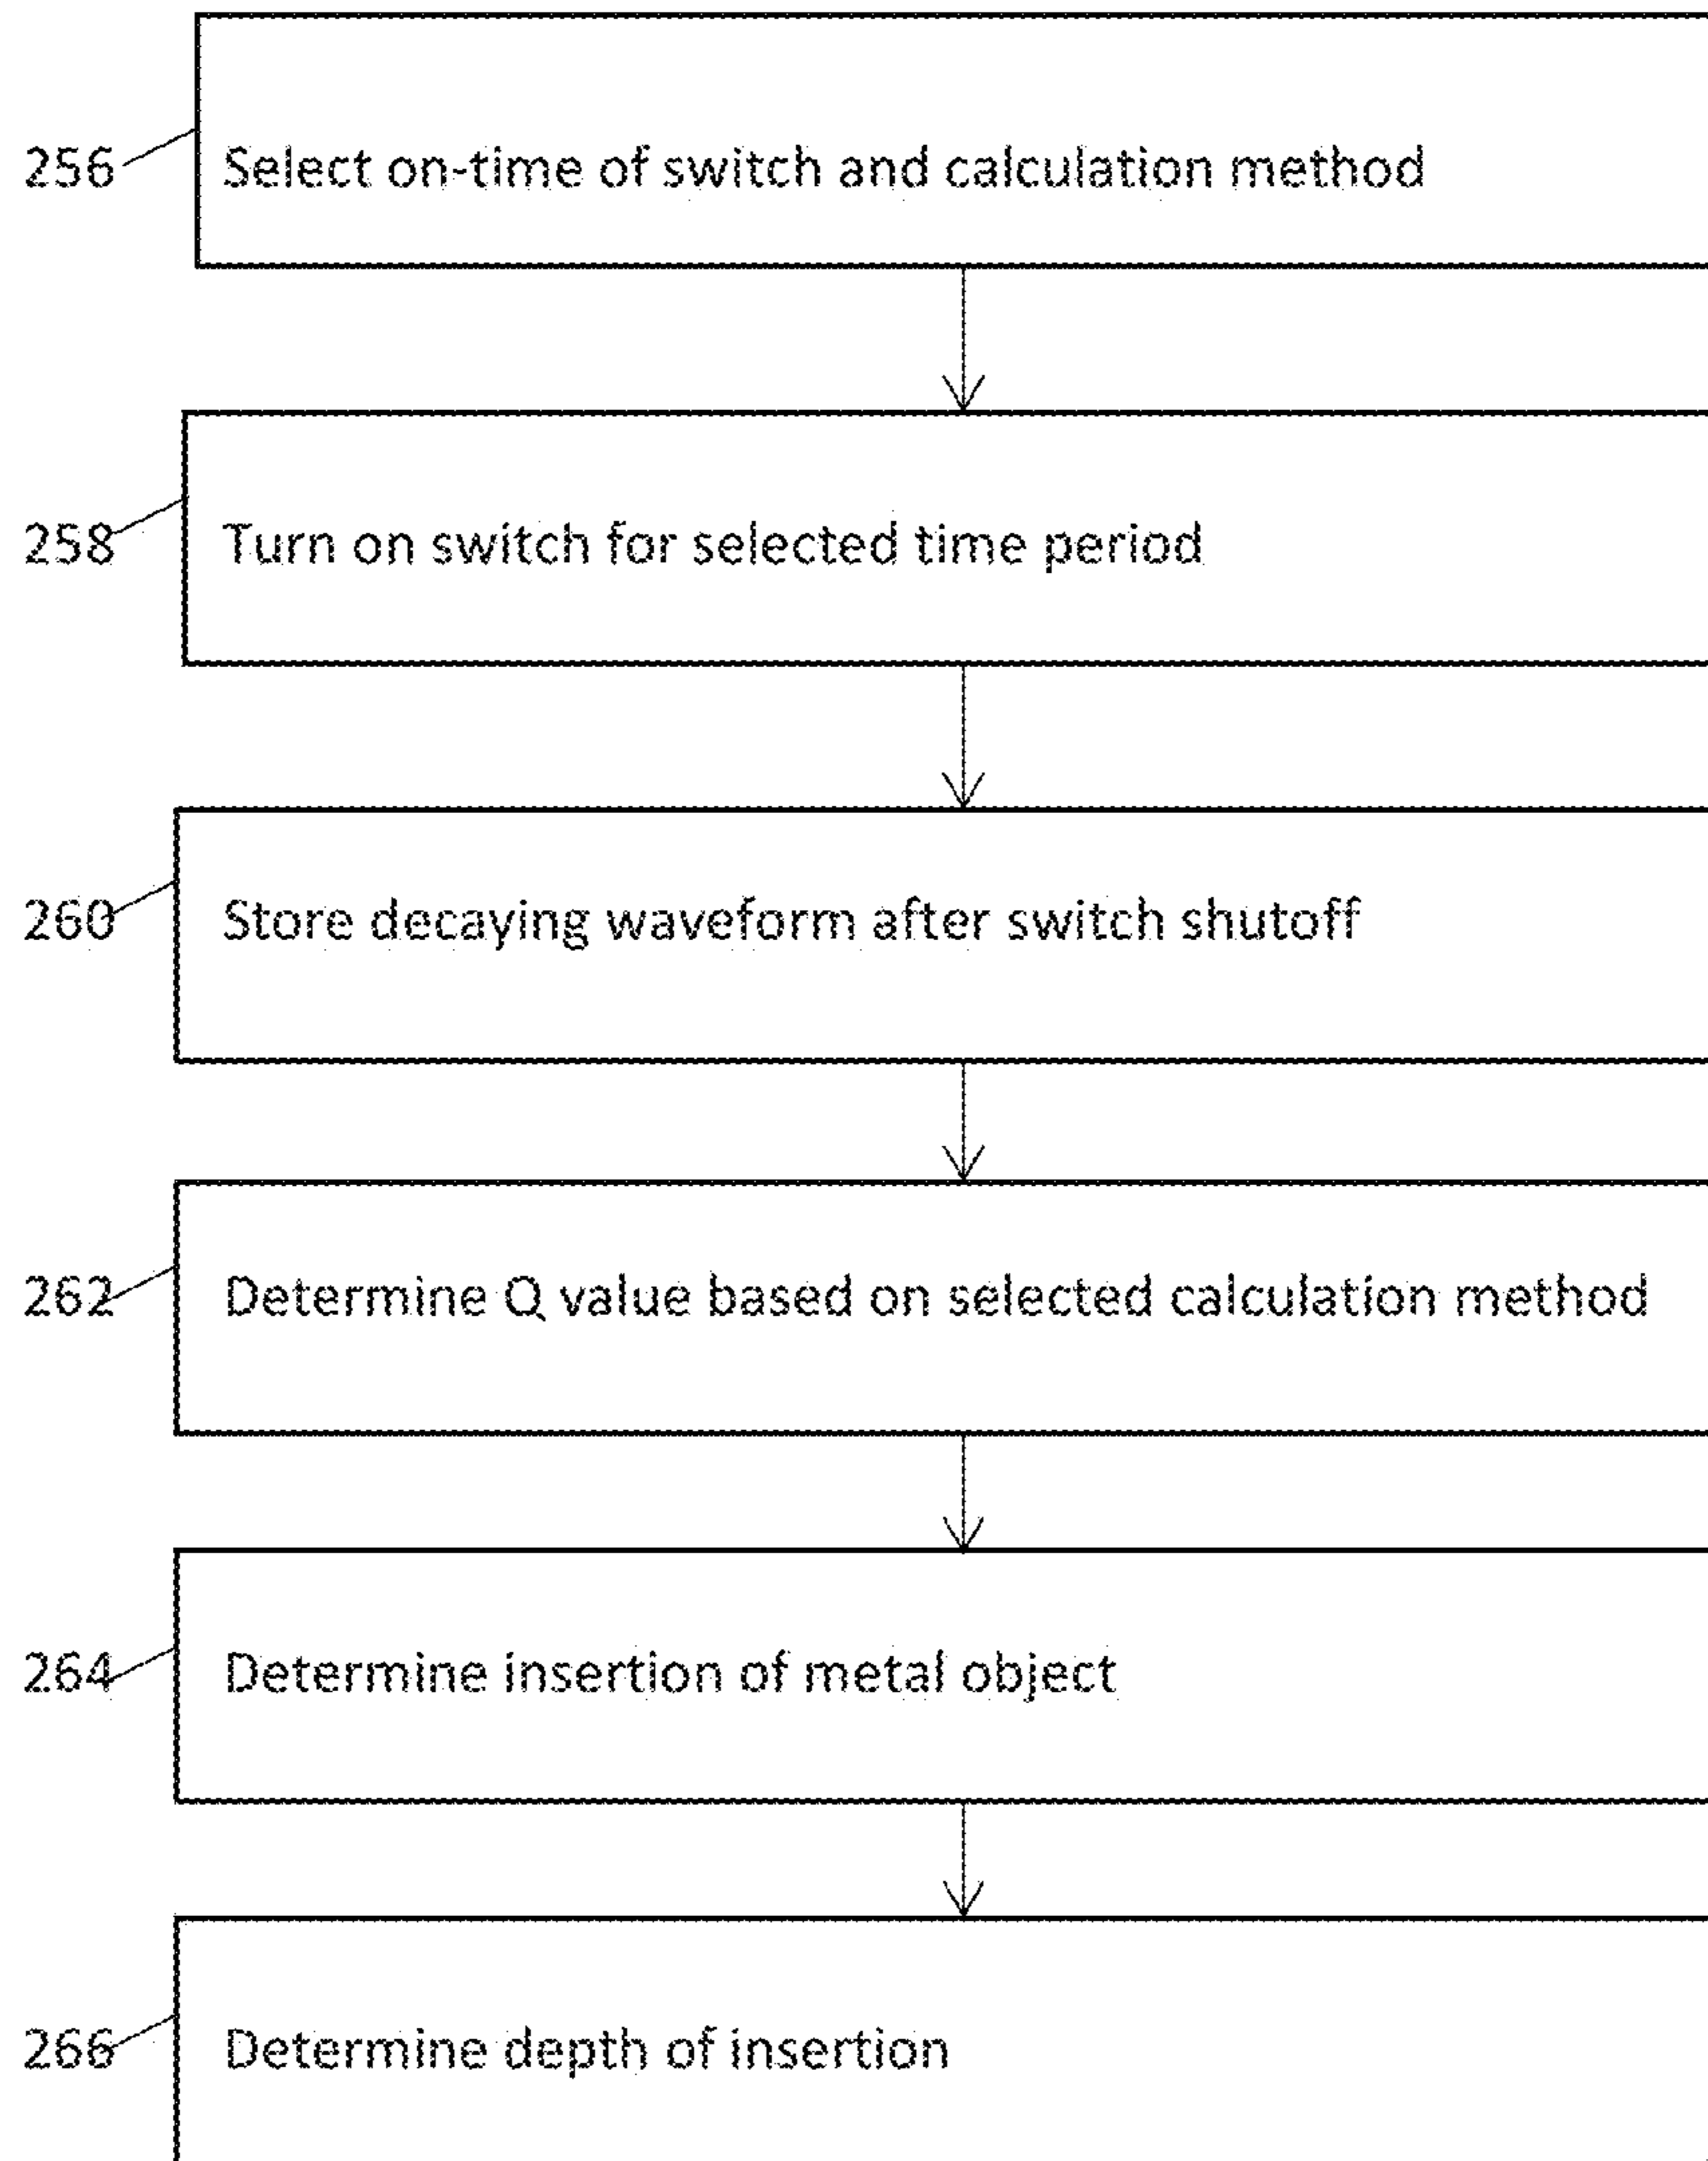 256 Select on-time of switch and calculation method
258 Turn on switch for selected time period
260 Store decaying waveform after switch shutoff
262 Determine Q value based on selected calculation method
264 Determine insertion of metal object
266 Determine depth of insertion